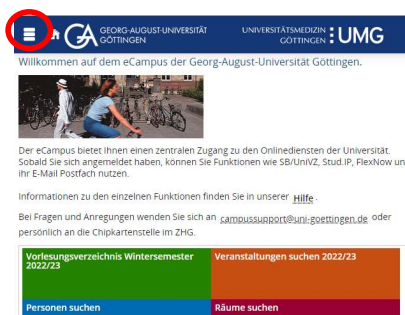 GEORG-AUGUST-UNIVERSITÄT
GÖTTINGEN
UNIVERSITÄTSMEDIZIN
GÖTTINGEN
UMG
Willkommen auf dem eCampus der Georg-August-Universität Göttingen.
Der eCampus bietet Ihnen einen zentralen Zugang zu den Onlinediensten der Universität.
Sobald Sie sich angemeldet haben, können Sie Funktionen wie SB/UniVZ, Stud.IP, FlexNow un
ihr E-Mail Postfach nutzen.
Informationen zu den einzelnen Funktionen finden Sie in unserer Hilfe.
Bei Fragen und Anregungen wenden Sie sich an campussupport@uni-goettingen.de oder
persönlich an die Chipkartenstelle im ZHG.
Vorlesungsverzeichnis Wintersemester
2022/23
Veranstaltungen suchen 2022/23
Personen suchen
Räume suchen